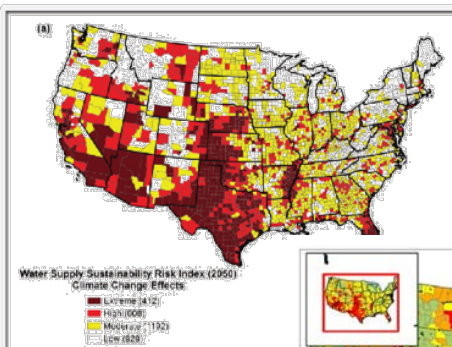 (a)
Water Supply Sustainability Risk Index (2050)
Climate Change Effects
Extreme (412)
High (608)
Moderate (1192)
Low (929)